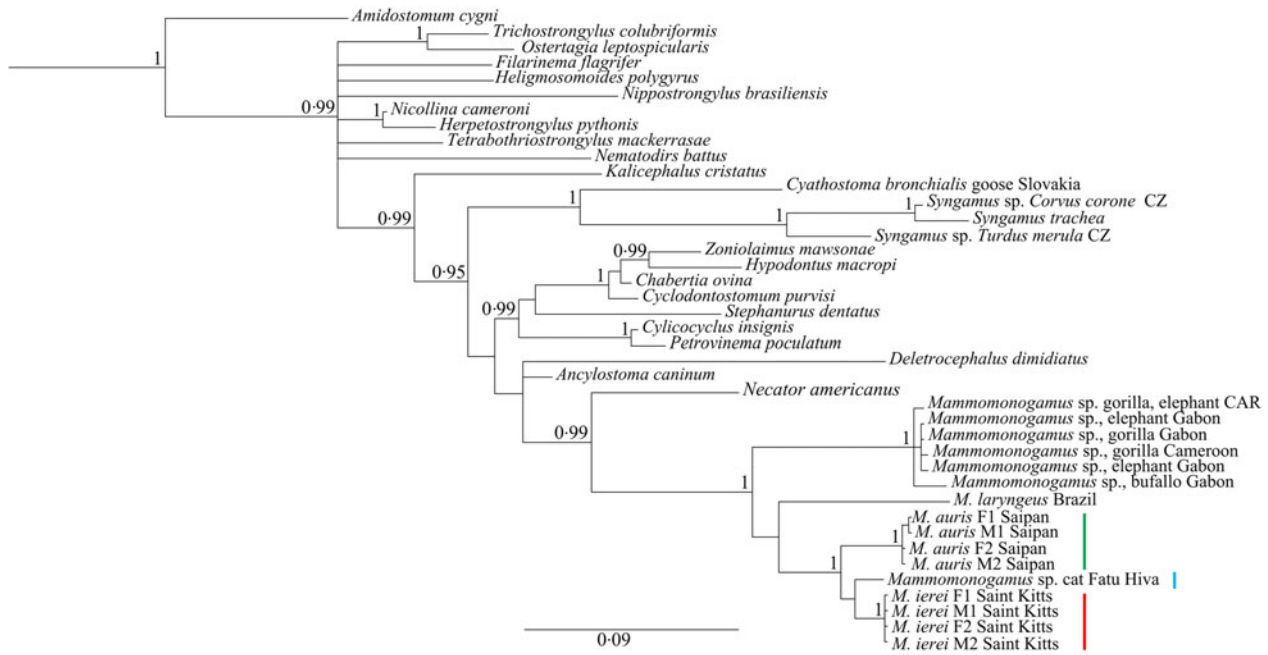 Amidostomum cygni
1
Trichostrongylus colubriformis
1
Ostertagia leptospicularis
Filarinema flagrifer
Heligmosomoides polygyrus
Nippostrongylus brasiliensis
0·99
Nicollina cameroni
1
Herpetostrongylus pythonis
Tetrabothriostrongylus mackerrasae
Nematodirs battus
Kalicephalus cristatus
0·99
Cyathostoma bronchialis goose Slovakia
1
Syngamus sp. Corvus corone CZ
1
Syngamus trachea
1
Syngamus sp. Turdus merula CZ
0·95
Zoniolaimus mawsonae
0·99
Hypodontus macropi
1
Chabertia ovina
Cyclodontostomum purvisi
0·99
Stephanurus dentatus
Cylicocyclus insignis
1
Petrovinema poculatum
Deletrocephalus dimidiatus
Ancylostoma caninum
Necator americanus
0·99
Mammomonogamus sp. gorilla, elephant CAR
Mammomonogamus sp., elephant Gabon
Mammomonogamus sp., gorilla Gabon
1
Mammomonogamus sp., gorilla Cameroon
Mammomonogamus sp., elephant Gabon
Mammomonogamus sp., bufallo Gabon
1
M. laryngeus Brazil
M. auris F1 Saipan
M. auris M1 Saipan
1
M. auris F2 Saipan
M. auris M2 Saipan
1
Mammomonogamus sp. cat Fatu Hiva
M. ierei F1 Saint Kitts
M. ierei M1 Saint Kitts
1
M. ierei F2 Saint Kitts
M. ierei M2 Saint Kitts
0·09